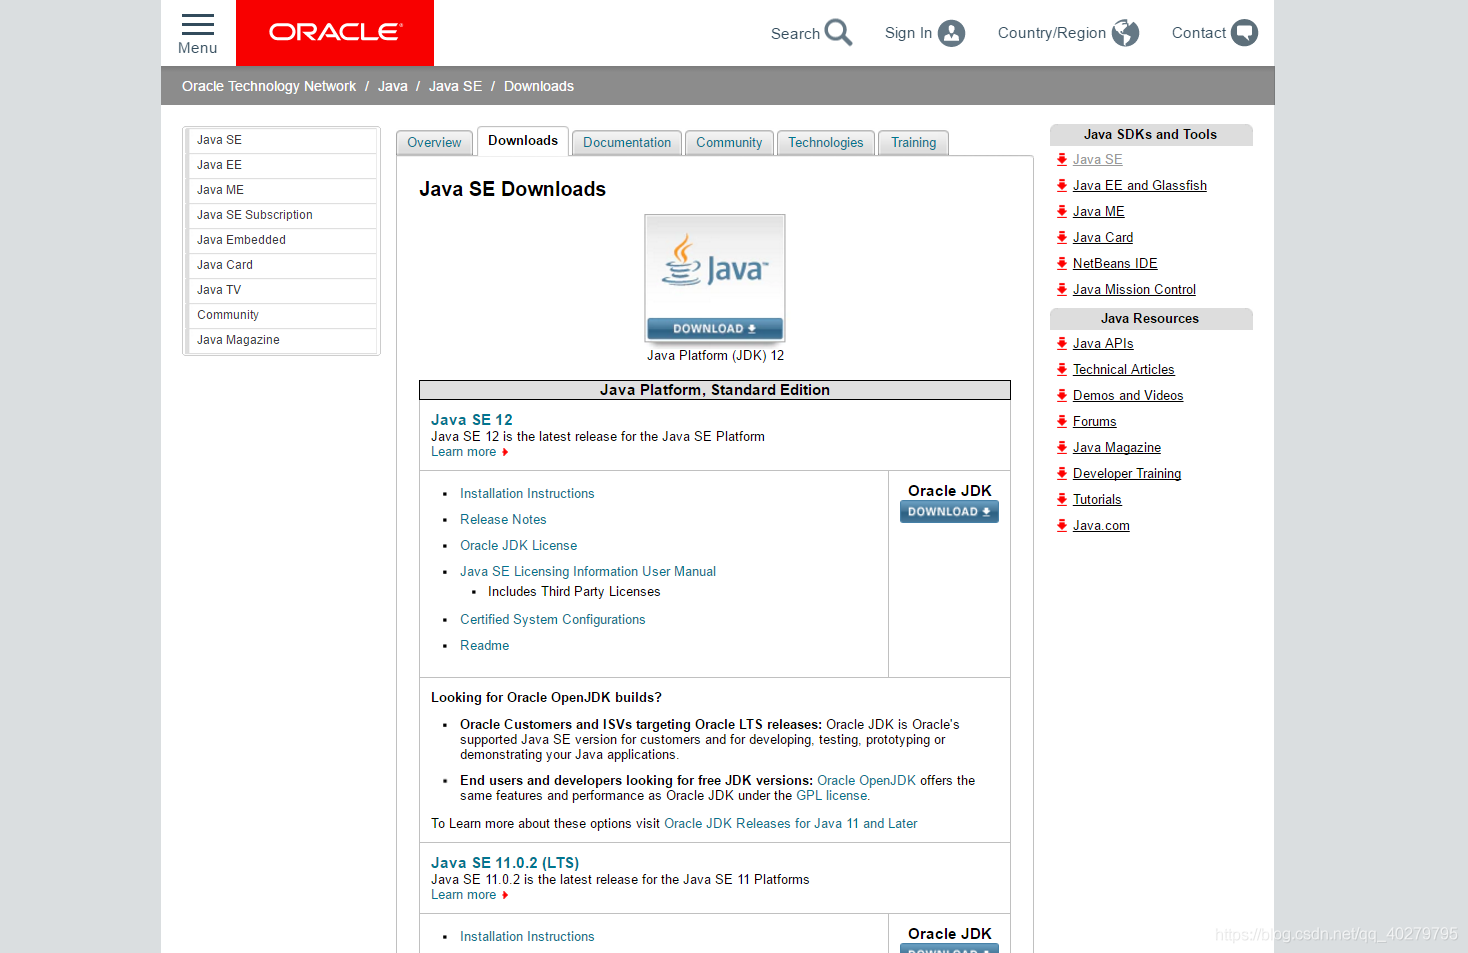 Menu
ORACLE
Search
Sign In
Country/Region
Contact
Oracle Technology Network / Java / Java SE / Downloads
Java SE
Java EE
Java ME
Java SE Subscription
Java Embedded
Java Card
Java TV
Community
Java Magazine
Overview
Downloads
Documentation
Community
Technologies
Training
Java SE Downloads
Java™
DOWNLOAD
Java Platform (JDK) 12
Java Platform, Standard Edition
Java SE 12
Java SE 12 is the latest release for the Java SE Platform
Learn more
Installation Instructions
Release Notes
Oracle JDK License
Java SE Licensing Information User Manual
Includes Third Party Licenses
Certified System Configurations
Readme
Oracle JDK
DOWNLOAD
Looking for Oracle OpenJDK builds?
Oracle Customers and ISVs targeting Oracle LTS releases: Oracle JDK is Oracle's
supported Java SE version for customers and for developing, testing, prototyping or
demonstrating your Java applications.
End users and developers looking for free JDK versions: Oracle OpenJDK offers the
same features and performance as Oracle JDK under the GPL license.
To Learn more about these options visit Oracle JDK Releases for Java 11 and Later
Java SE 11.0.2 (LTS)
Java SE 11.0.2 is the latest release for the Java SE 11 Platforms
Learn more
Installation Instructions
Oracle JDK
DOWNLOAD
Java SDKs and Tools
Java SE
Java EE and Glassfish
Java ME
Java Card
NetBeans IDE
Java Mission Control
Java Resources
Java APIs
Technical Articles
Demos and Videos
Forums
Java Magazine
Developer Training
Tutorials
Java.com
https://blog.csdn.net/qq_40279795